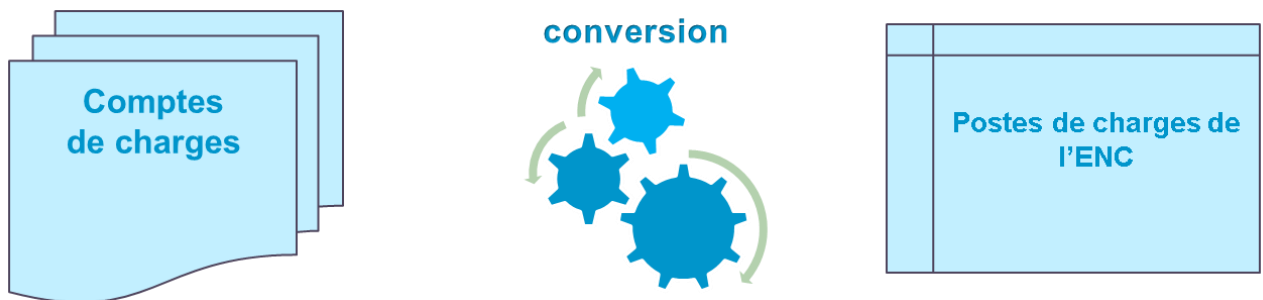 Comptes
de charges
conversion
Postes de charges de
l’ENC